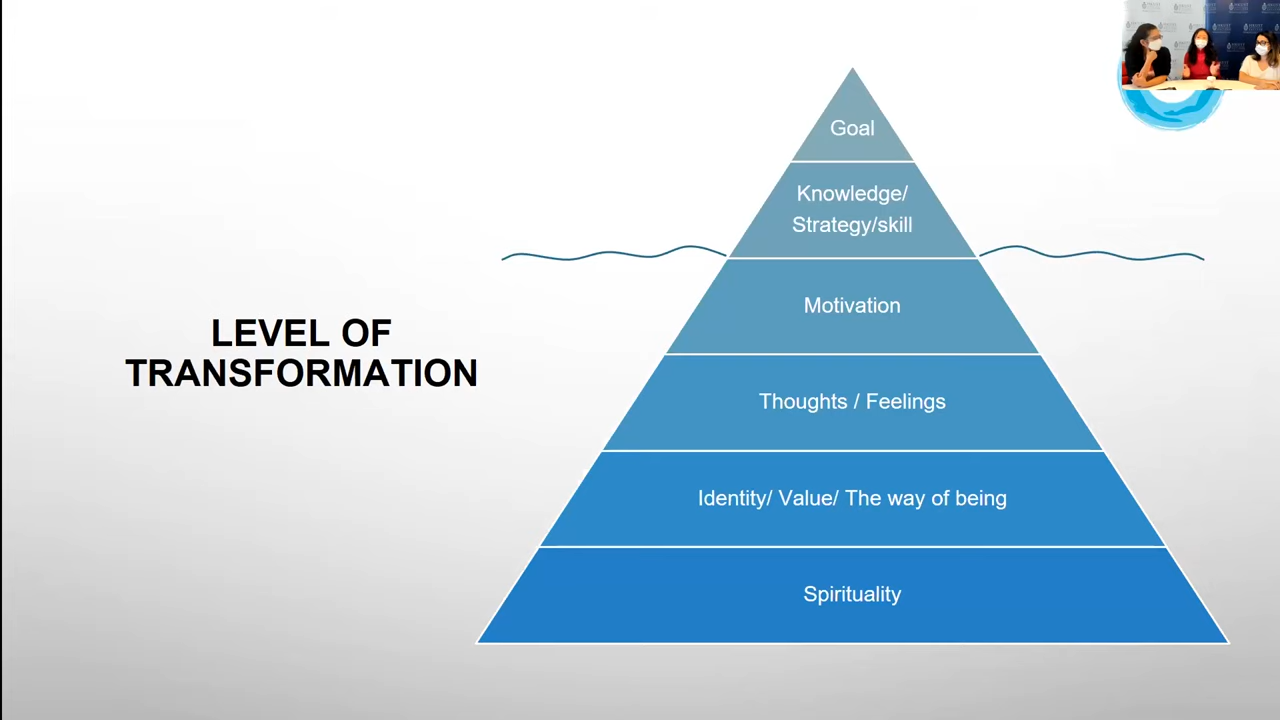 Goal
Knowledge/
Strategy/skill
Motivation
LEVEL OF
TRANSFORMATION
Thoughts / Feelings
Identity/ Value/ The way of being
Spirituality